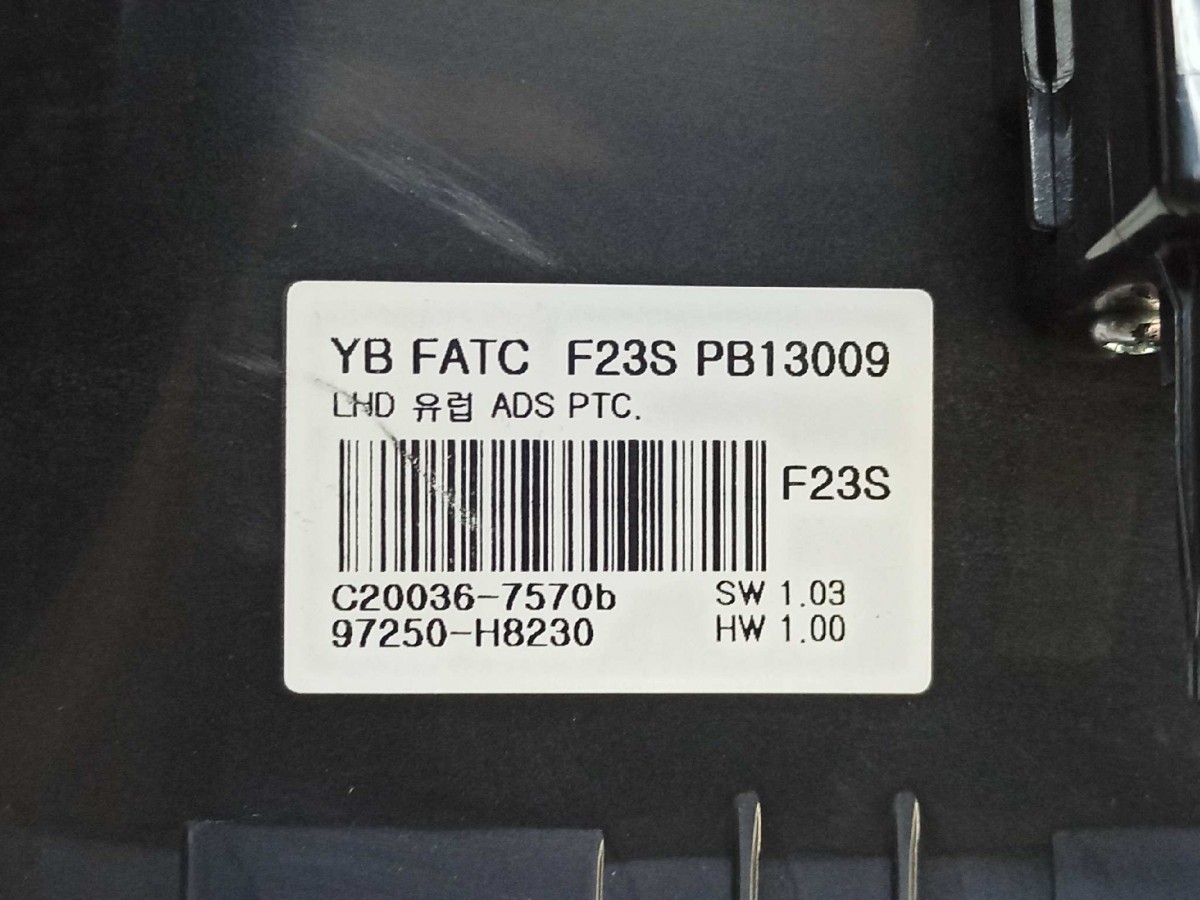 YB FATC F23S PB13009
LHD 유럽 ADS PTC.
F23S
C20036-7570b SW 1.03
97250-H8230 HW 1.00